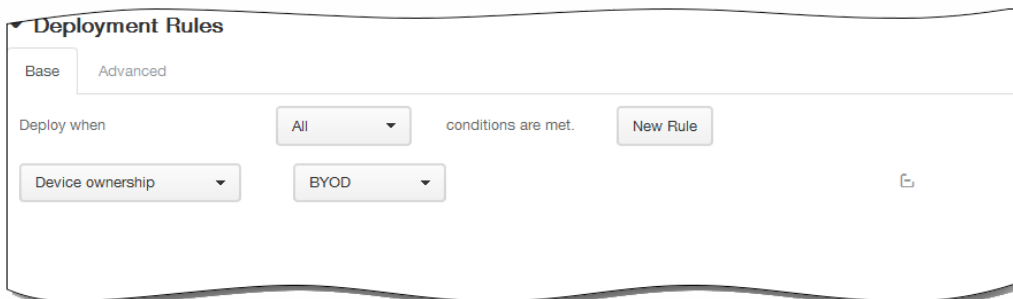 Deployment Rules
Base Advanced
Deploy when All conditions are met. New Rule
Device ownership BYOD